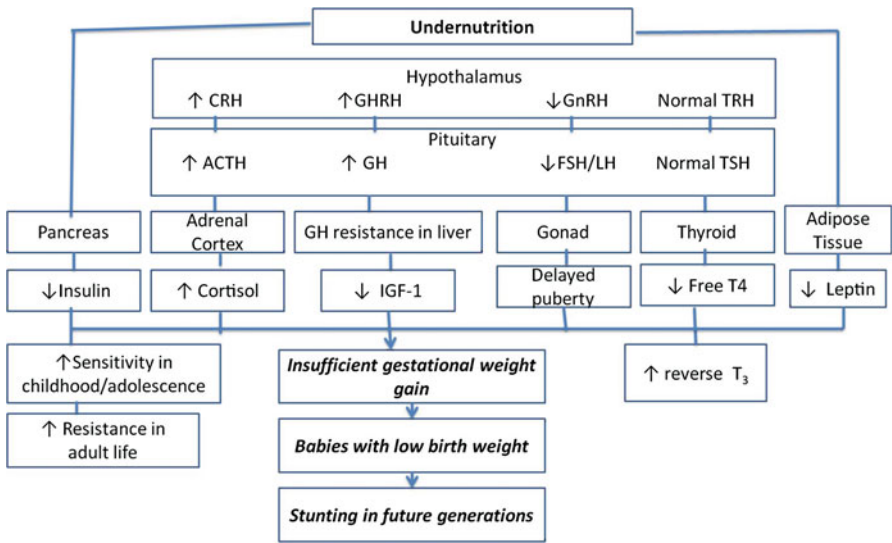 Undernutrition
Hypothalamus
↑ CRH ↑GHRH ↓GnRH Normal TRH
Pituitary
↑ ACTH ↑ GH ↓FSH/LH Normal TSH
Pancreas
Adrenal
Cortex
GH resistance in liver
Gonad
Thyroid
Adipose
Tissue
↓Insulin
↑ Cortisol
↓ IGF-1
Delayed
puberty
↓ Free T4
↓ Leptin
↑Sensitivity in
childhood/adolescence
Insufficient gestational weight
gain
↑ reverse T₃
↑ Resistance in
adult life
Babies with low birth weight
Stunting in future generations